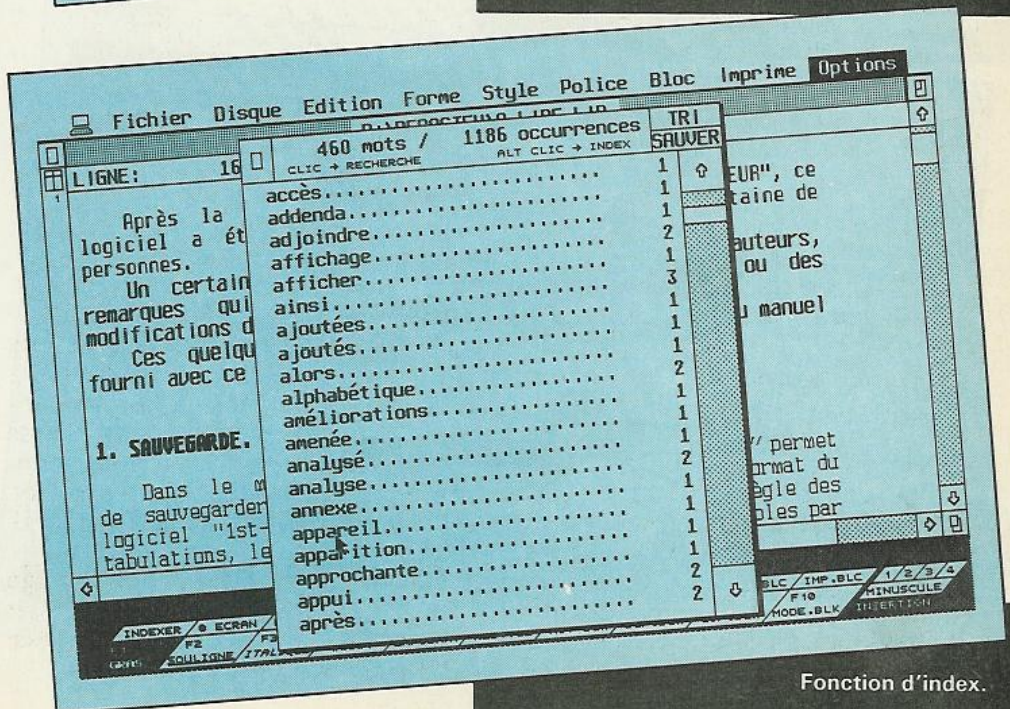 Fichier Disque Edition Forme Style Police Bloc Imprime Options
460 mots / 1186 occurrences TRI
CLIC → RECHERCHE ALT CLIC → INDEX SAUVER
LIGNE: 16
accès 1
addenda 1
adjoindre 1
affichage 2
afficher 1
ainsi 3
ajoutées 1
ajoutés 1
alors 1
alphabétique 2
améliorations 1
amenée 1
analysé 1
analyse 2
annexe 1
appareil 1
apparition 1
approchante 1
appui 2
après 2
Après la
logiciel a ét
personnes.
Un certain
remarques qui
modifications d
Ces quelqu
fourni avec ce
1. SAUVEGARDE.
Dans le m
de sauvegarder
logiciel "1st-
tabulations, le
EUR", ce
taine de
auteurs,
ou des
u manuel
" permet
ormat du
ègle des
bles par
INDEXER ECRAN BLC IMP.BLC 1/2/3/4
F2 F3 F10 MINUSCULE
GRAS SOULIGNE ITAL MODE.BLK INSERTION
Fonction d'index.